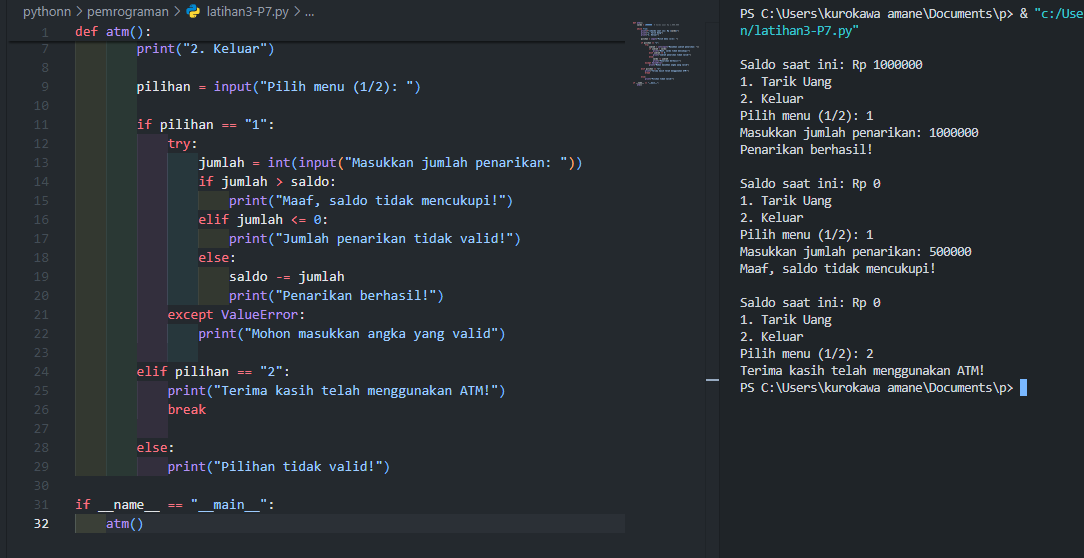 pythonn > pemrograman > latihan3-P7.py > ...
1 def atm():
7 print("2. Keluar")
8
9 pilihan = input("Pilih menu (1/2): ")
10
11 if pilihan == "1":
12 try:
13 jumlah = int(input("Masukkan jumlah penarikan: "))
14 if jumlah > saldo:
15 print("Maaf, saldo tidak mencukupi!")
16 elif jumlah <= 0:
17 print("Jumlah penarikan tidak valid!")
18 else:
19 saldo -= jumlah
20 print("Penarikan berhasil!")
21 except ValueError:
22 print("Mohon masukkan angka yang valid")
23
24 elif pilihan == "2":
25 print("Terima kasih telah menggunakan ATM!")
26 break
27
28 else:
29 print("Pilihan tidak valid!")
30
31 if __name__ == "__main__":
32 atm()
PS C:\Users\kurokawa amane\Documents\p> & "c:/Use
n/latihan3-P7.py"
Saldo saat ini: Rp 1000000
1. Tarik Uang
2. Keluar
Pilih menu (1/2): 1
Masukkan jumlah penarikan: 1000000
Penarikan berhasil!
Saldo saat ini: Rp 0
1. Tarik Uang
2. Keluar
Pilih menu (1/2): 1
Masukkan jumlah penarikan: 500000
Maaf, saldo tidak mencukupi!
Saldo saat ini: Rp 0
1. Tarik Uang
2. Keluar
Pilih menu (1/2): 2
Terima kasih telah menggunakan ATM!
PS C:\Users\kurokawa amane\Documents\p>